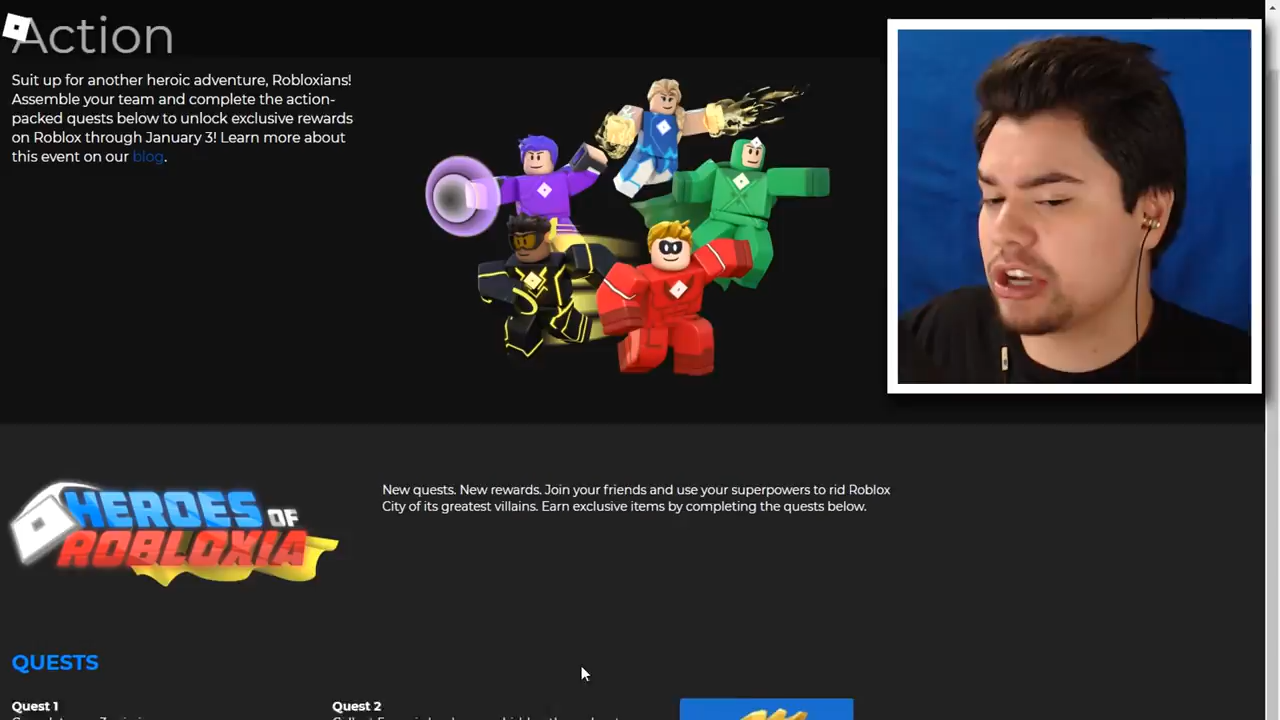 Action
Suit up for another heroic adventure, Robloxians!
Assemble your team and complete the action-
packed quests below to unlock exclusive rewards
on Roblox through January 3! Learn more about
this event on our blog.
HEROES OF
ROBLOXIA
New quests. New rewards. Join your friends and use your superpowers to rid Roblox
City of its greatest villains. Earn exclusive items by completing the quests below.
QUESTS
Quest 1
Quest 2